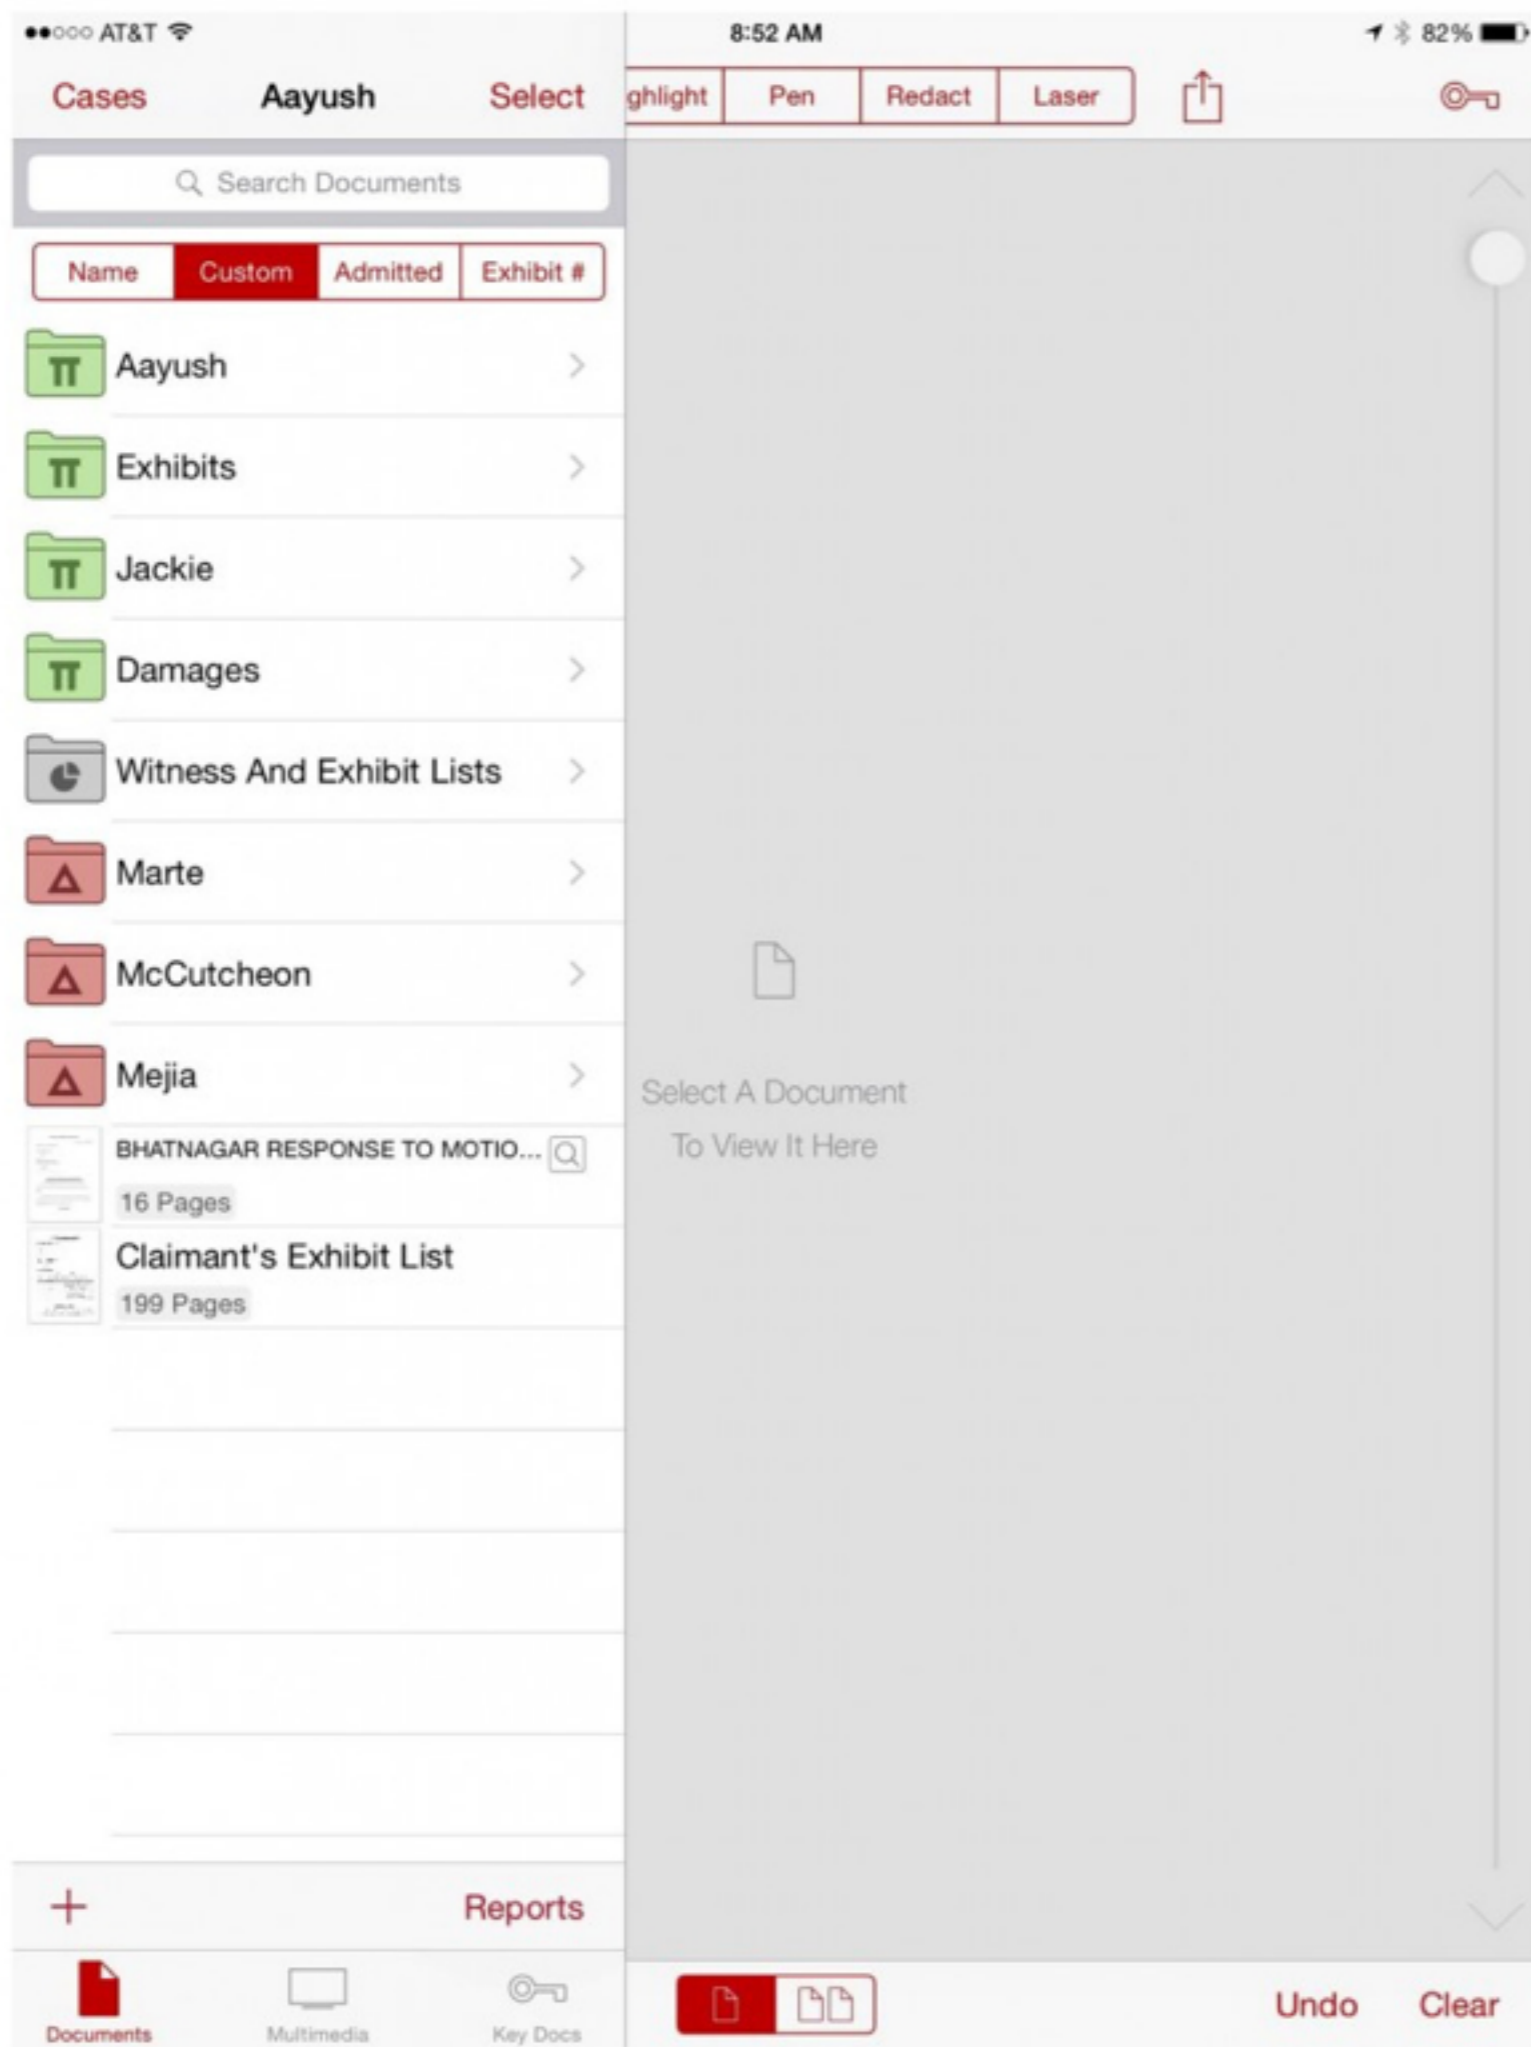 AT&T 8:52 AM 82%
Cases Aayush Select ghlight Pen Redact Laser
Search Documents
Name Custom Admitted Exhibit #
Aayush
Exhibits
Jackie
Damages
Witness And Exhibit Lists
Marte
McCutcheon
Mejia
BHATNAGAR RESPONSE TO MOTIO...
16 Pages
Claimant's Exhibit List
199 Pages
Select A Document
To View It Here
+ Reports
Documents Multimedia Key Docs
Undo Clear